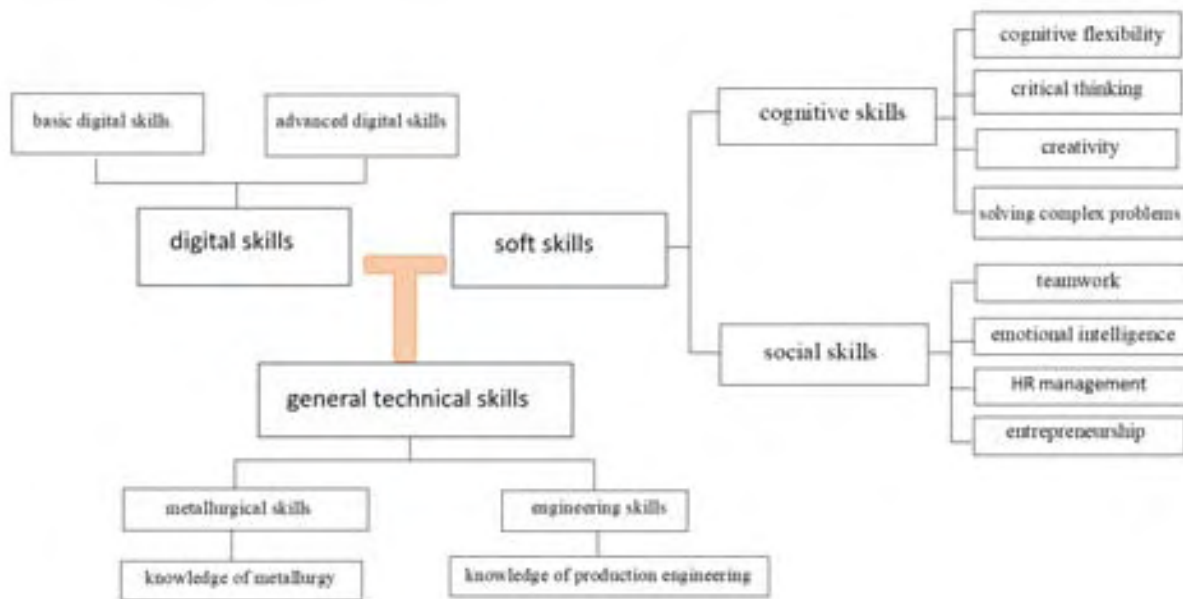 cognitive flexibility
critical thinking
creativity
solving complex problems
cognitive skills
basic digital skills
advanced digital skills
digital skills
soft skills
teamwork
emotional intelligence
HR management
entrepreneurship
social skills
general technical skills
metallurgical skills
engineering skills
knowledge of metallurgy
knowledge of production engineering